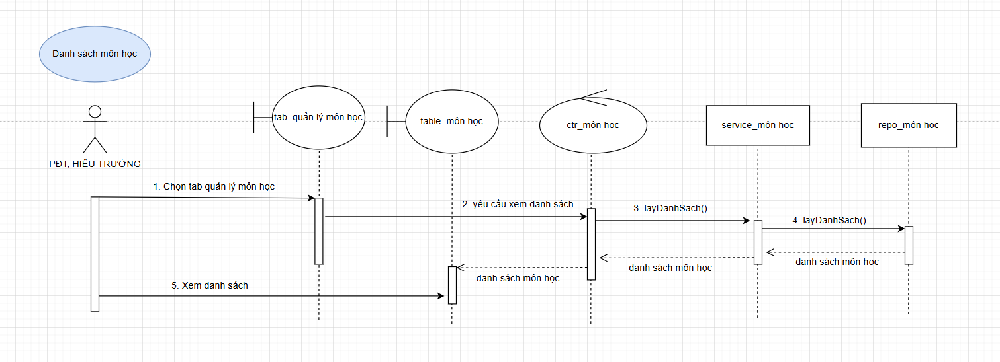 Danh sách môn học
tab_quản lý môn học
table_môn học
ctr_môn học
service_môn học
repo_môn học
PĐT, HIỆU TRƯỞNG
1. Chọn tab quản lý môn học
2. yêu cầu xem danh sách
3. layDanhSach()
4. layDanhSach()
danh sách môn học
danh sách môn học
danh sách môn học
5. Xem danh sách